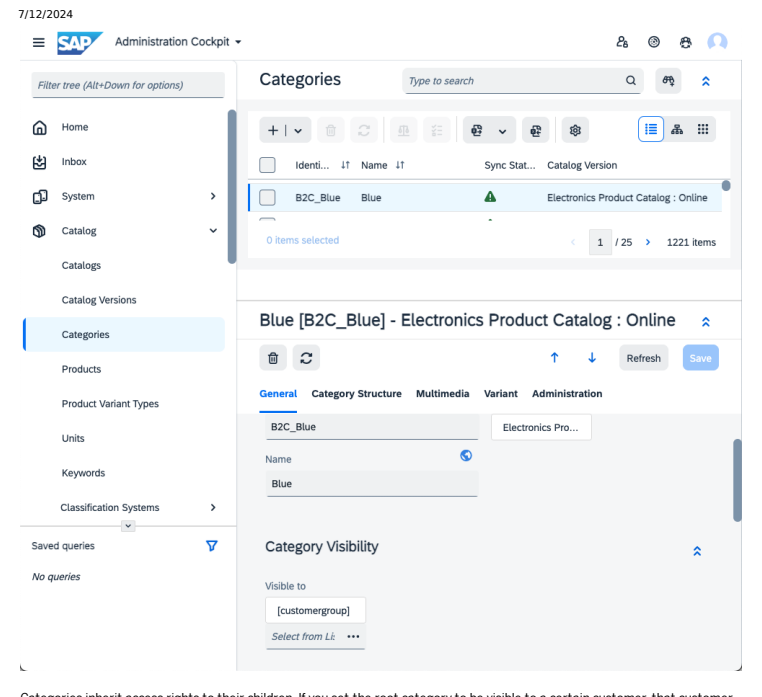 7/12/2024
SAP Administration Cockpit
Filter tree (Alt+Down for options)
Home
Inbox
System
Catalog
Catalogs
Catalog Versions
Categories
Products
Product Variant Types
Units
Keywords
Classification Systems
Saved queries
No queries
Categories
Type to search
Identi... Name Sync Stat... Catalog Version
B2C_Blue Blue Electronics Product Catalog : Online
0 items selected
1 / 25 1221 items
Blue [B2C_Blue] - Electronics Product Catalog : Online
Refresh Save
General Category Structure Multimedia Variant Administration
B2C_Blue Electronics Pro...
Name
Blue
Category Visibility
Visible to
[customergroup]
Select from Li: ...
Categories inherit access rights to their children. If you set the root category to be visible to a certain customer, that customer